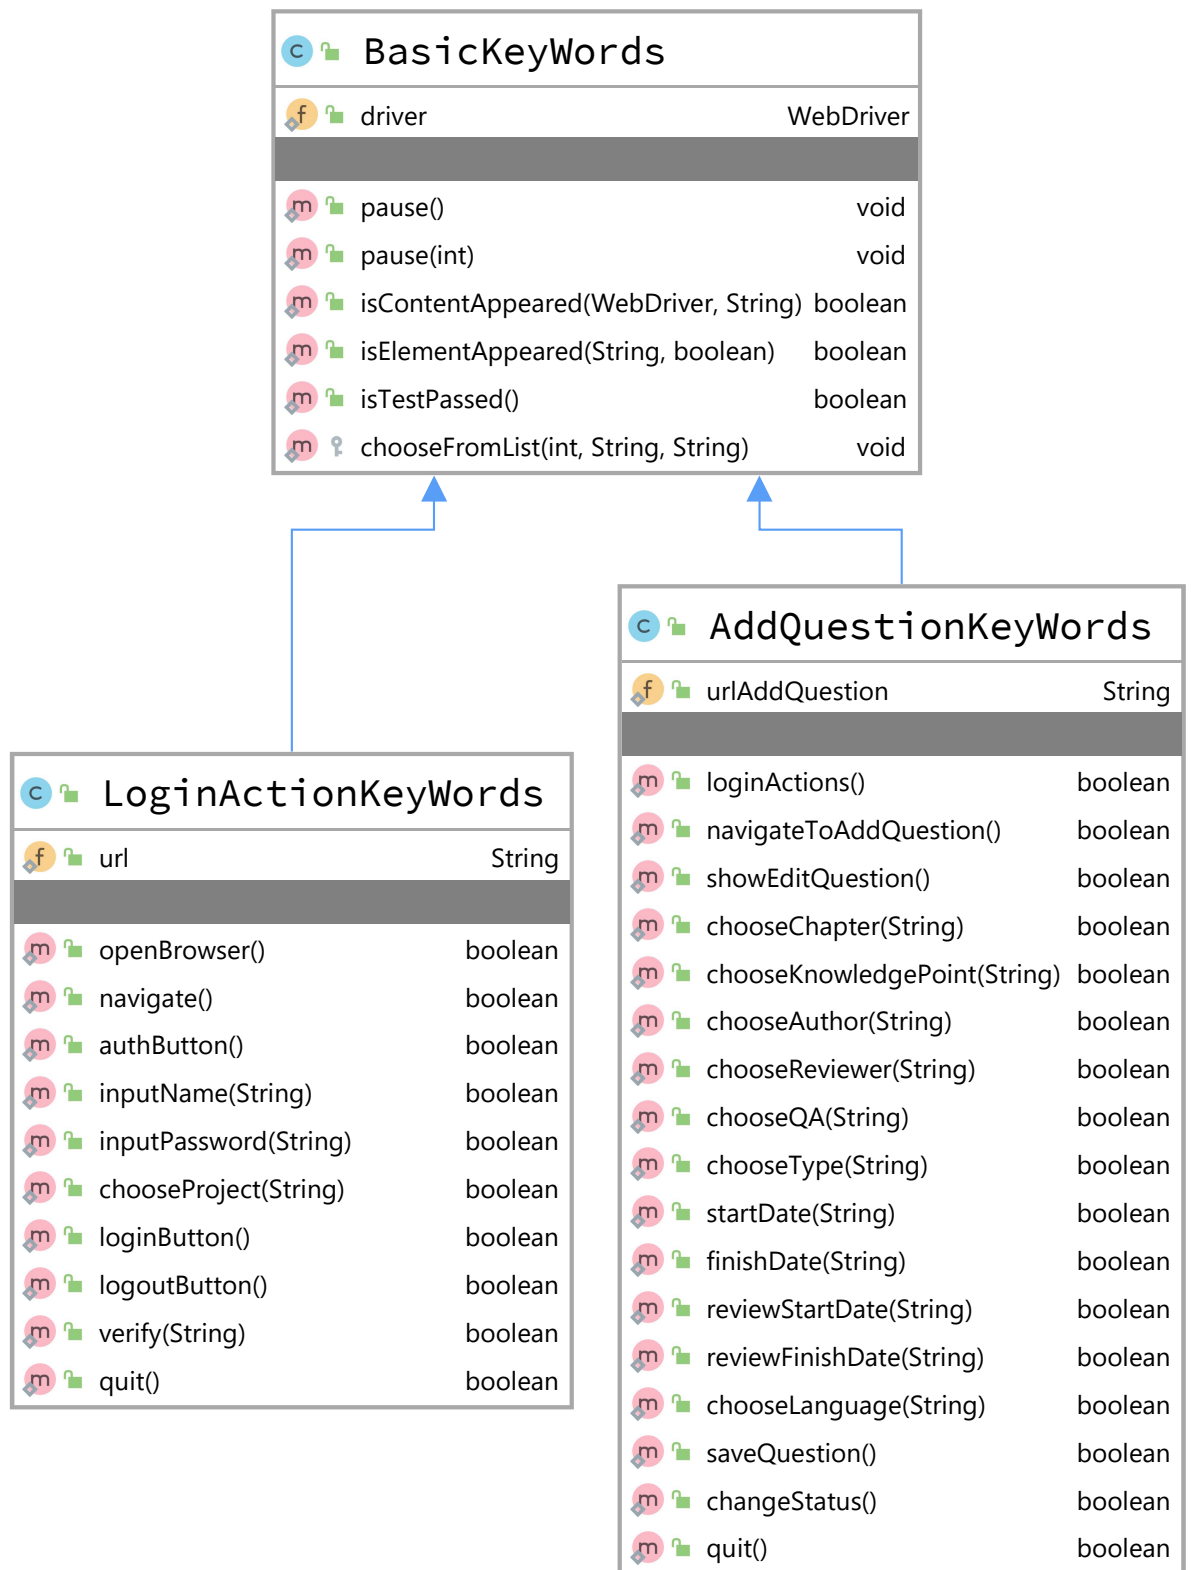 BasicKeyWords
driver WebDriver
pause() void
pause(int) void
isContentAppeared(WebDriver, String) boolean
isElementAppeared(String, boolean) boolean
isTestPassed() boolean
chooseFromList(int, String, String) void
AddQuestionKeyWords
urlAddQuestion String
loginActions() boolean
navigateToAddQuestion() boolean
showEditQuestion() boolean
chooseChapter(String) boolean
chooseKnowledgePoint(String) boolean
chooseAuthor(String) boolean
chooseReviewer(String) boolean
chooseQA(String) boolean
chooseType(String) boolean
startDate(String) boolean
finishDate(String) boolean
reviewStartDate(String) boolean
reviewFinishDate(String) boolean
chooseLanguage(String) boolean
saveQuestion() boolean
changeStatus() boolean
quit() boolean
LoginActionKeyWords
url String
openBrowser() boolean
navigate() boolean
authButton() boolean
inputName(String) boolean
inputPassword(String) boolean
chooseProject(String) boolean
loginButton() boolean
logoutButton() boolean
verify(String) boolean
quit() boolean